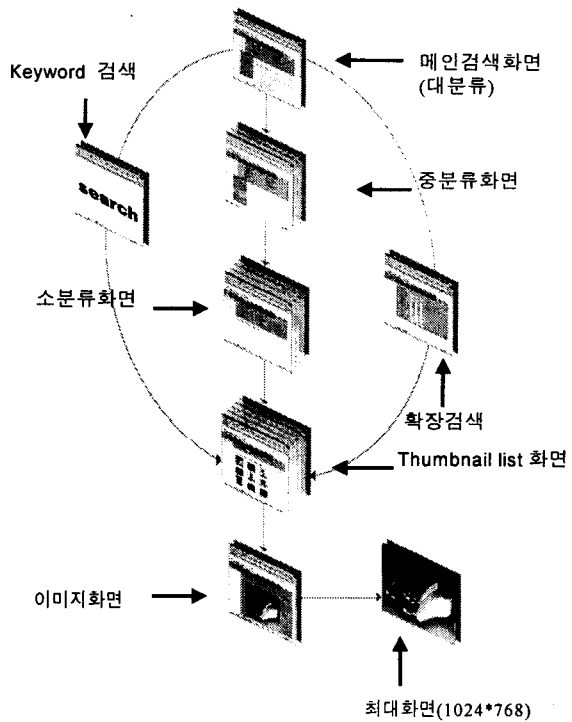 메인검색화면
(대분류)
Keyword 검색
중분류화면
search
소분류화면
확장검색
Thumbnail list 화면
이미지화면
최대화면(1024*768)